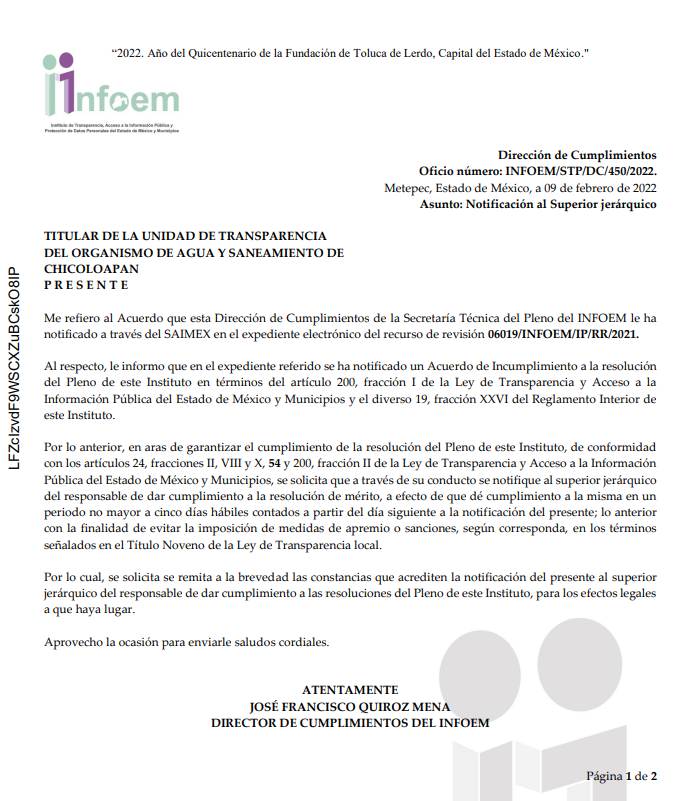 “2022. Año del Quicentenario de la Fundación de Toluca de Lerdo, Capital del Estado de México."
infoem
Instituto de Transparencia, Acceso a la Información Pública y
Protección de Datos Personales del Estado de México y Municipios
Dirección de Cumplimientos
Oficio número: INFOEM/STP/DC/450/2022.
Metepec, Estado de México, a 09 de febrero de 2022
Asunto: Notificación al Superior jerárquico
TITULAR DE LA UNIDAD DE TRANSPARENCIA
DEL ORGANISMO DE AGUA Y SANEAMIENTO DE
CHICOLOAPAN
P R E S E N T E
LFZcIzvdF9WSCXZuBCskO8IP
Me refiero al Acuerdo que esta Dirección de Cumplimientos de la Secretaría Técnica del Pleno del INFOEM le ha
notificado a través del SAIMEX en el expediente electrónico del recurso de revisión 06019/INFOEM/IP/RR/2021.
Al respecto, le informo que en el expediente referido se ha notificado un Acuerdo de Incumplimiento a la resolución
del Pleno de este Instituto en términos del artículo 200, fracción I de la Ley de Transparencia y Acceso a la
Información Pública del Estado de México y Municipios y el diverso 19, fracción XXVI del Reglamento Interior de
este Instituto.
Por lo anterior, en aras de garantizar el cumplimiento de la resolución del Pleno de este Instituto, de conformidad
con los artículos 24, fracciones II, VIII y X, 54 y 200, fracción II de la Ley de Transparencia y Acceso a la Información
Pública del Estado de México y Municipios, se solicita que a través de su conducto se notifique al superior jerárquico
del responsable de dar cumplimiento a la resolución de mérito, a efecto de que dé cumplimiento a la misma en un
periodo no mayor a cinco días hábiles contados a partir del día siguiente a la notificación del presente; lo anterior
con la finalidad de evitar la imposición de medidas de apremio o sanciones, según corresponda, en los términos
señalados en el Título Noveno de la Ley de Transparencia local.
Por lo cual, se solicita se remita a la brevedad las constancias que acrediten la notificación del presente al superior
jerárquico del responsable de dar cumplimiento a las resoluciones del Pleno de este Instituto, para los efectos legales
a que haya lugar.
Aprovecho la ocasión para enviarle saludos cordiales.
ATENTAMENTE
JOSÉ FRANCISCO QUIROZ MENA
DIRECTOR DE CUMPLIMIENTOS DEL INFOEM
Página 1 de 2